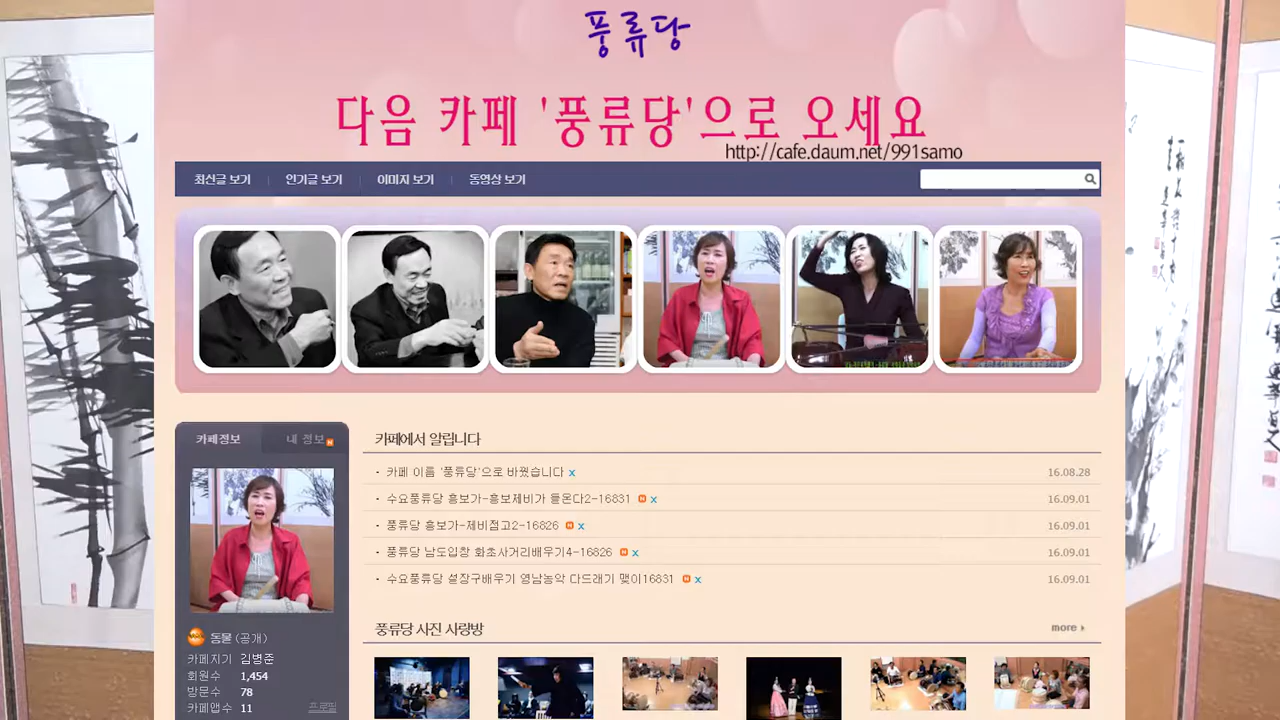 풍류당
다음 카페 '풍류당'으로 오세요
http://cafe.daum.net/991samo
최신글 보기
인기글 보기
이미지 보기
동영상 보기
카페정보
내 정보
카페에서 알립니다
· 카페 이름 '풍류당'으로 바꿨습니다 16.08.28
· 수요풍류당 흥보가-흥보제비가 들온다2-16831 16.09.01
· 풍류당 흥보가-제비점고2-16826 16.09.01
· 풍류당 남도입창 화초사거리배우기4-16826 16.09.01
· 수요풍류당 설장구배우기 영남농악 다드래기 맺이16831 16.09.01
풍류당 사진 사랑방
more
동물 (공개)
카페지기 김병준
회원수 1,454
방문수 78
카페앱수 11
프로필